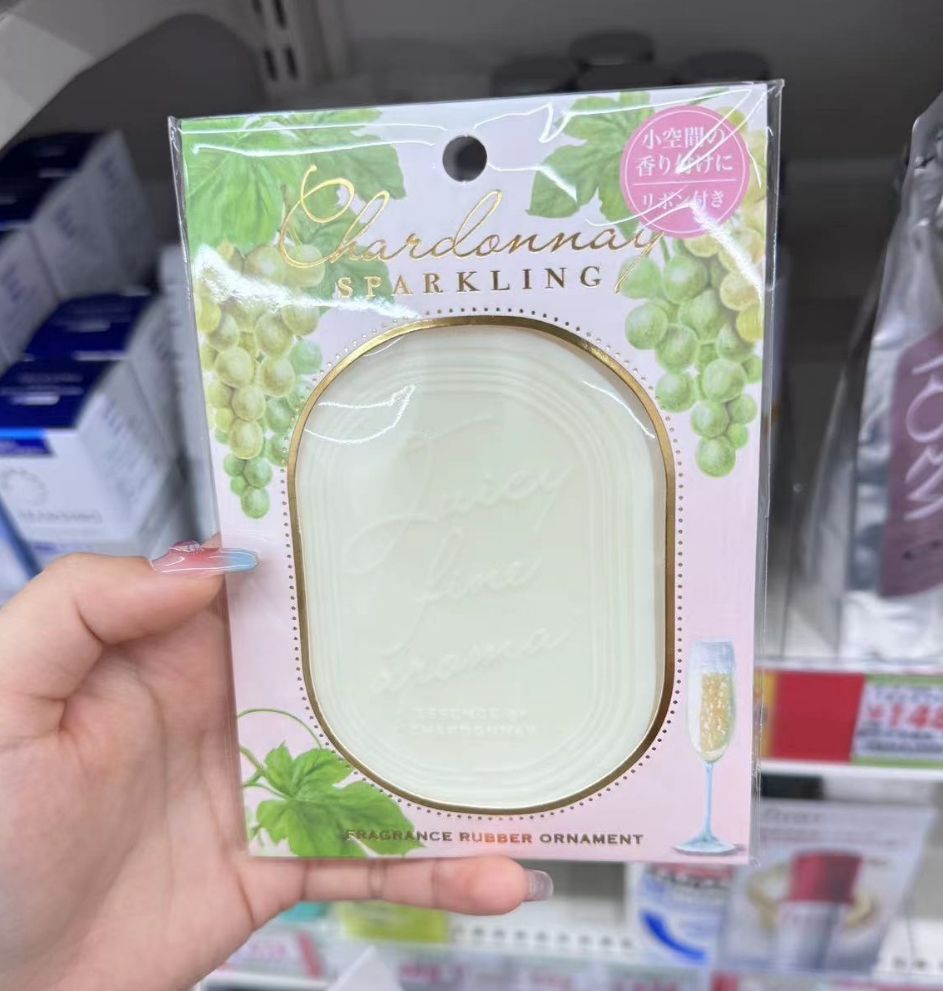 小空間の
香り付けに
リボン付き
Chardonnay
SPARKLING
Juicy
fine
aroma
ESSENCE OF
CHARDONNAY
FRAGRANCE RUBBER ORNAMENT